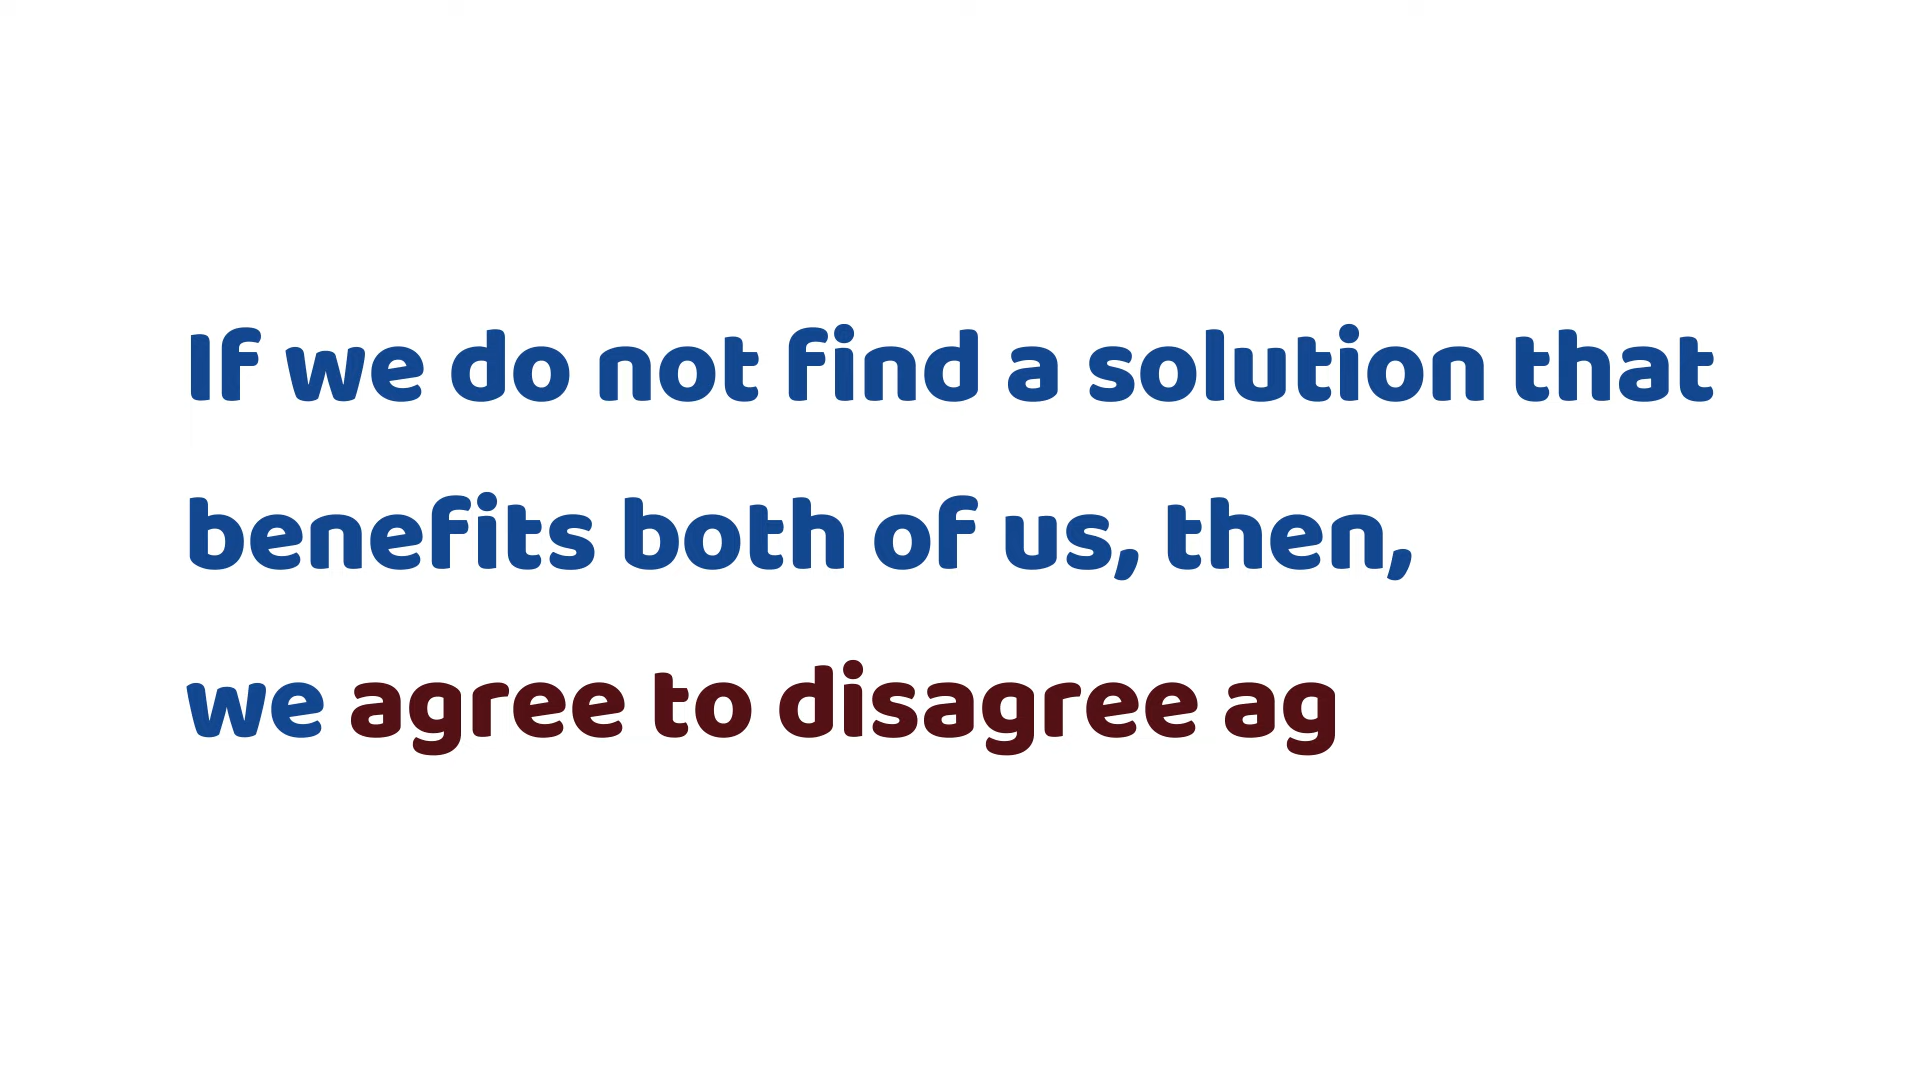 If we do not find a solution that
benefits both of us, then,
we agree to disagree ag